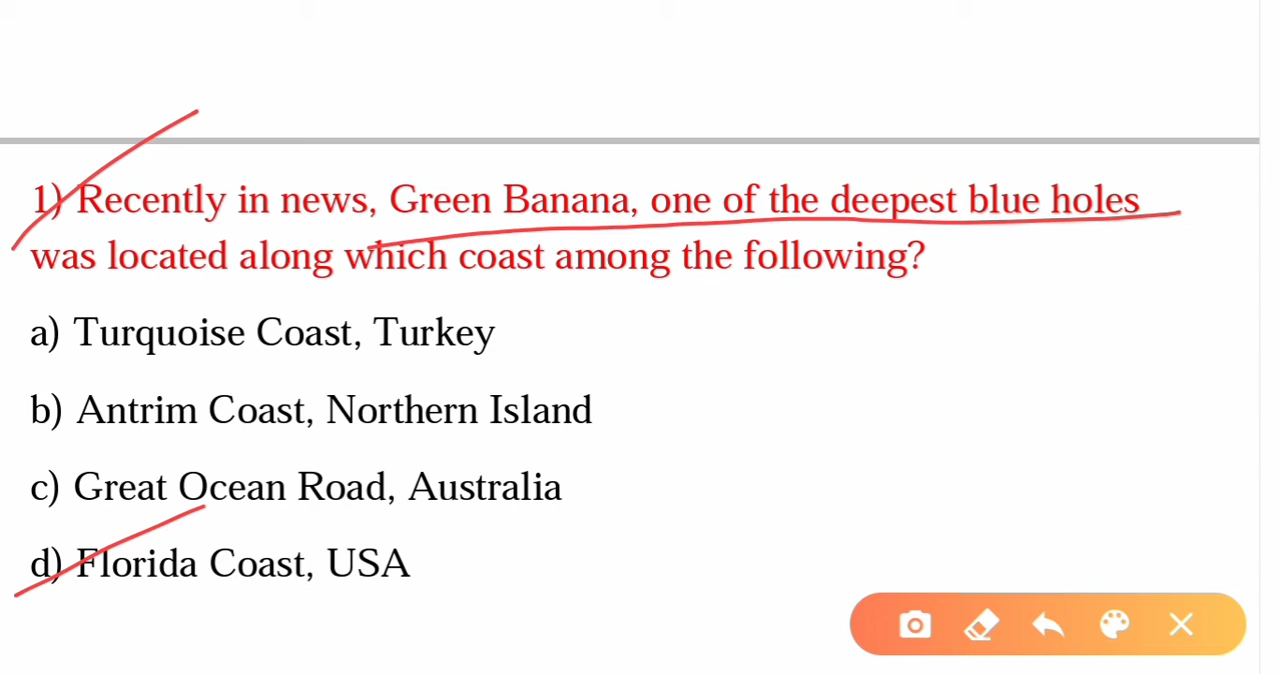 1) Recently in news, Green Banana, one of the deepest blue holes
was located along which coast among the following?
a) Turquoise Coast, Turkey
b) Antrim Coast, Northern Island
c) Great Ocean Road, Australia
d) Florida Coast, USA